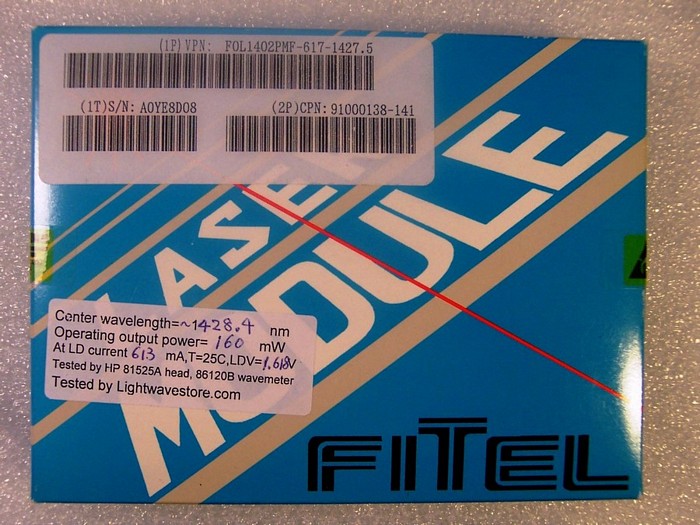 (1P)VPN: FOL1402PMF-617-1427.5
(1T)S/N: A0YE8D08
(2P)CPN: 91000138-141
LASER
MODULE
Center wavelength=~1428.4 nm
Operating output power= 160 mW
At LD current 613 mA,T=25C,LDV=1.618V
Tested by HP 81525A head, 86120B wavemeter
Tested by Lightwavestore.com
FITEL